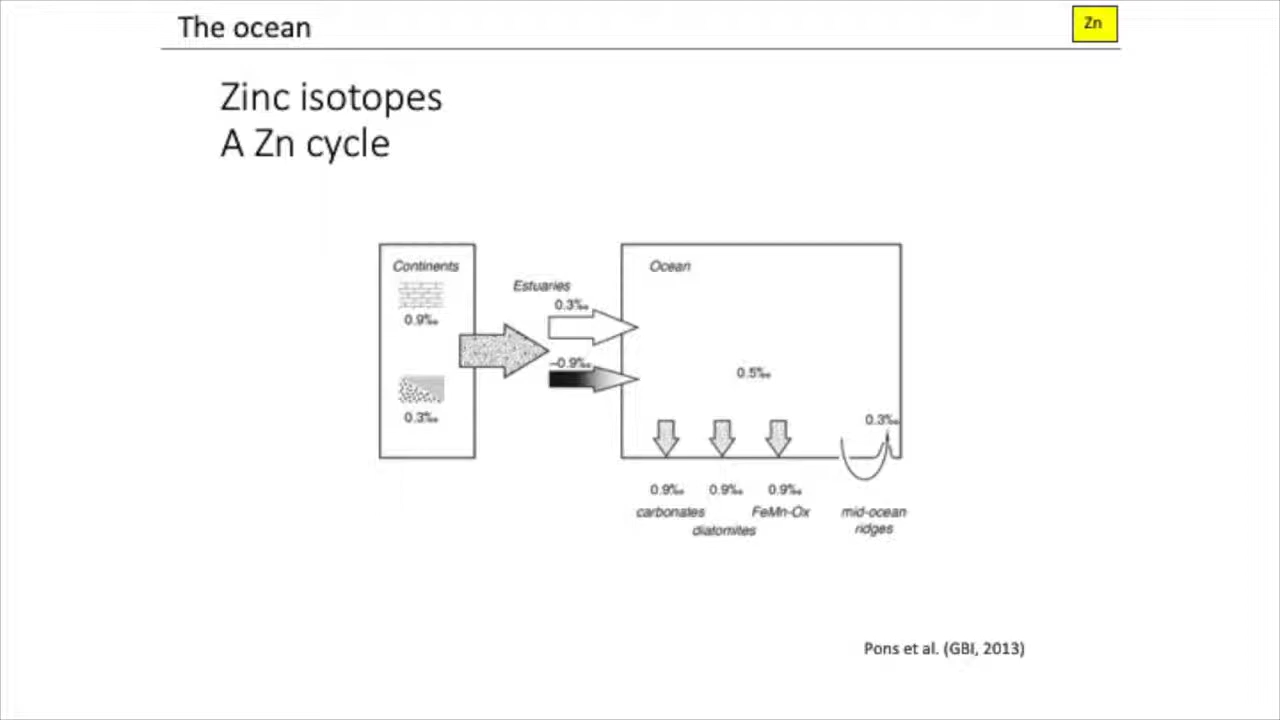 The ocean
Zn
Zinc isotopes
A Zn cycle
Continents
0.9‰
0.3‰
Estuaries
0.3‰
–0.9‰
Ocean
0.5‰
0.3‰
0.9‰ 0.9‰ 0.9‰
carbonates FeMn-Ox mid-ocean
diatomites ridges
Pons et al. (GBI, 2013)